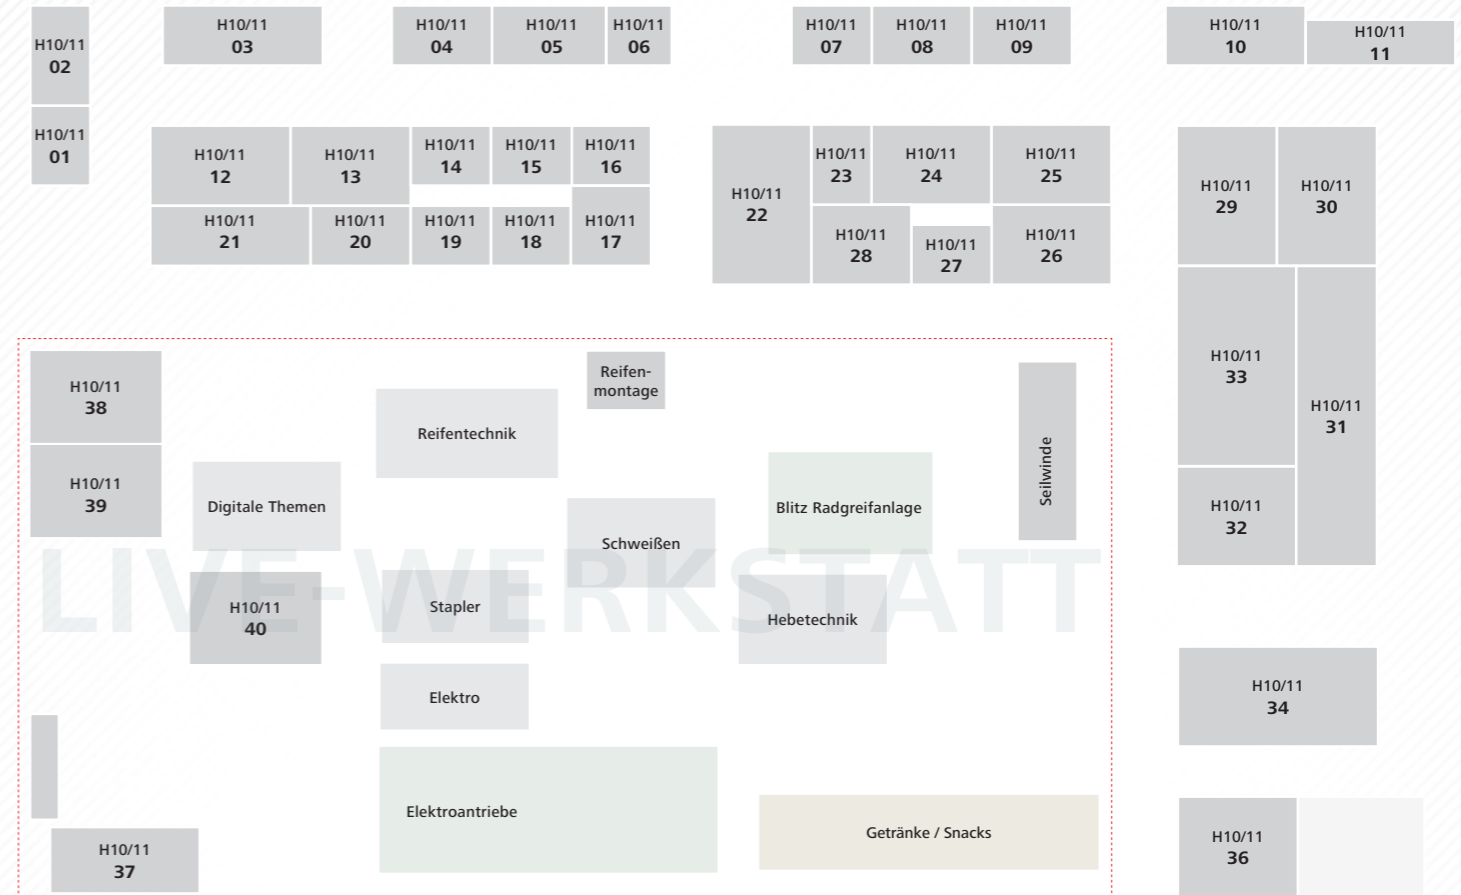 H10/11
02
H10/11
01
H10/11
03
H10/11
04
H10/11
05
H10/11
06
H10/11
07
H10/11
08
H10/11
09
H10/11
10
H10/11
11
H10/11
12
H10/11
13
H10/11
14
H10/11
15
H10/11
16
H10/11
21
H10/11
20
H10/11
19
H10/11
18
H10/11
17
H10/11
22
H10/11
23
H10/11
24
H10/11
25
H10/11
28
H10/11
27
H10/11
26
H10/11
29
H10/11
30
H10/11
33
H10/11
31
H10/11
32
H10/11
34
H10/11
36
H10/11
38
H10/11
39
Reifen-
montage
Reifentechnik
Digitale Themen
Schweißen
Blitz Radgreifanlage
Seilwinde
LIVE-WERKSTATT
H10/11
40
Stapler
Hebetechnik
Elektro
Elektroantriebe
Getränke / Snacks
H10/11
37